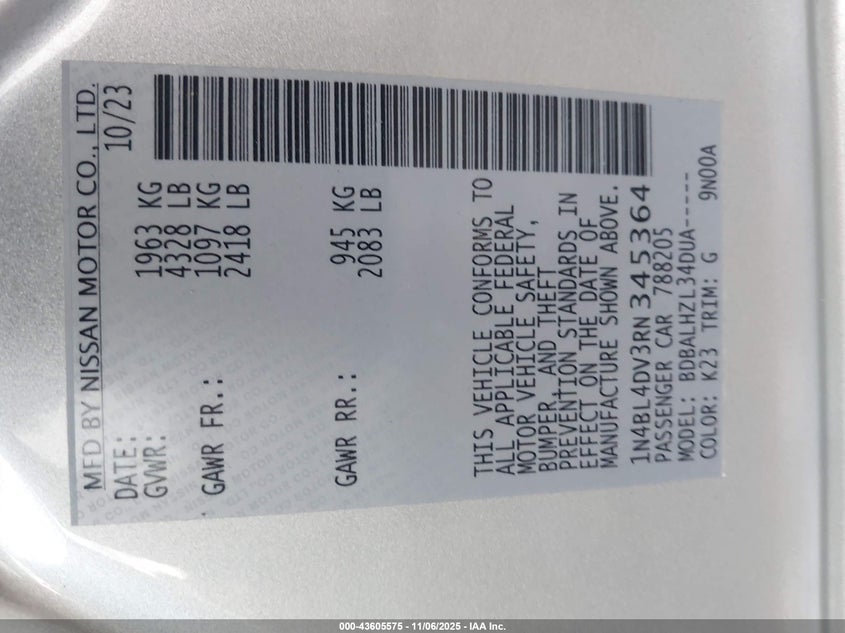 MFD BY NISSAN MOTOR CO., LTD.
DATE: 10/23
GVWR: 1963 KG
4328 LB
GAWR FR.: 1097 KG
2418 LB
GAWR RR.: 945 KG
2083 LB
THIS VEHICLE CONFORMS TO
ALL APPLICABLE FEDERAL
MOTOR VEHICLE SAFETY,
BUMPER, AND THEFT
PREVENTION STANDARDS IN
EFFECT ON THE DATE OF
MANUFACTURE SHOWN ABOVE.
1N4BL4DV3RN345364
PASSENGER CAR 788205
MODEL: BDBALHZL34DUA-----
COLOR: K23 TRIM: G 9N00A
000-43605575 - 11/06/2025 - IAA Inc.